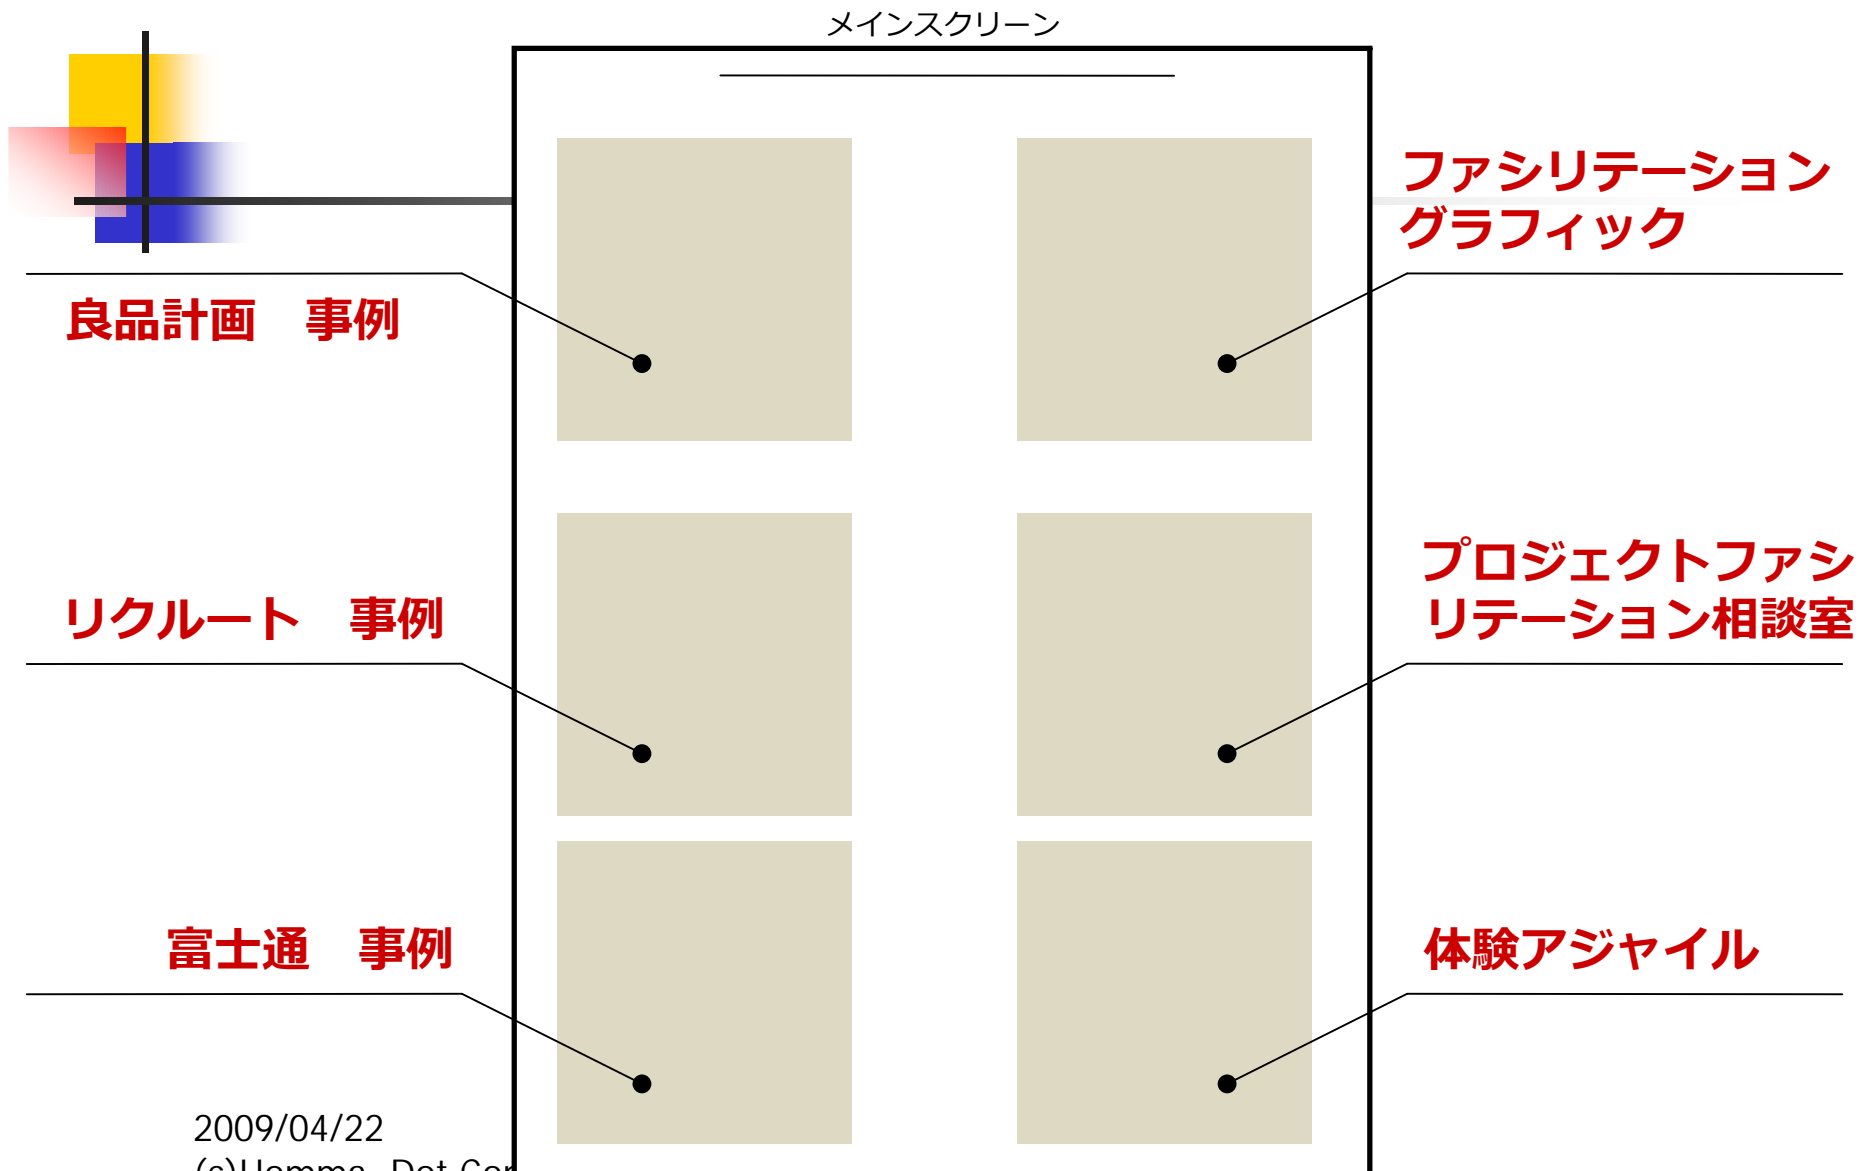 メインスクリーン
ファシリテーション
グラフィック
良品計画　事例
プロジェクトファシ
リテーション相談室
リクルート　事例
富士通　事例
体験アジャイル
2009/04/22